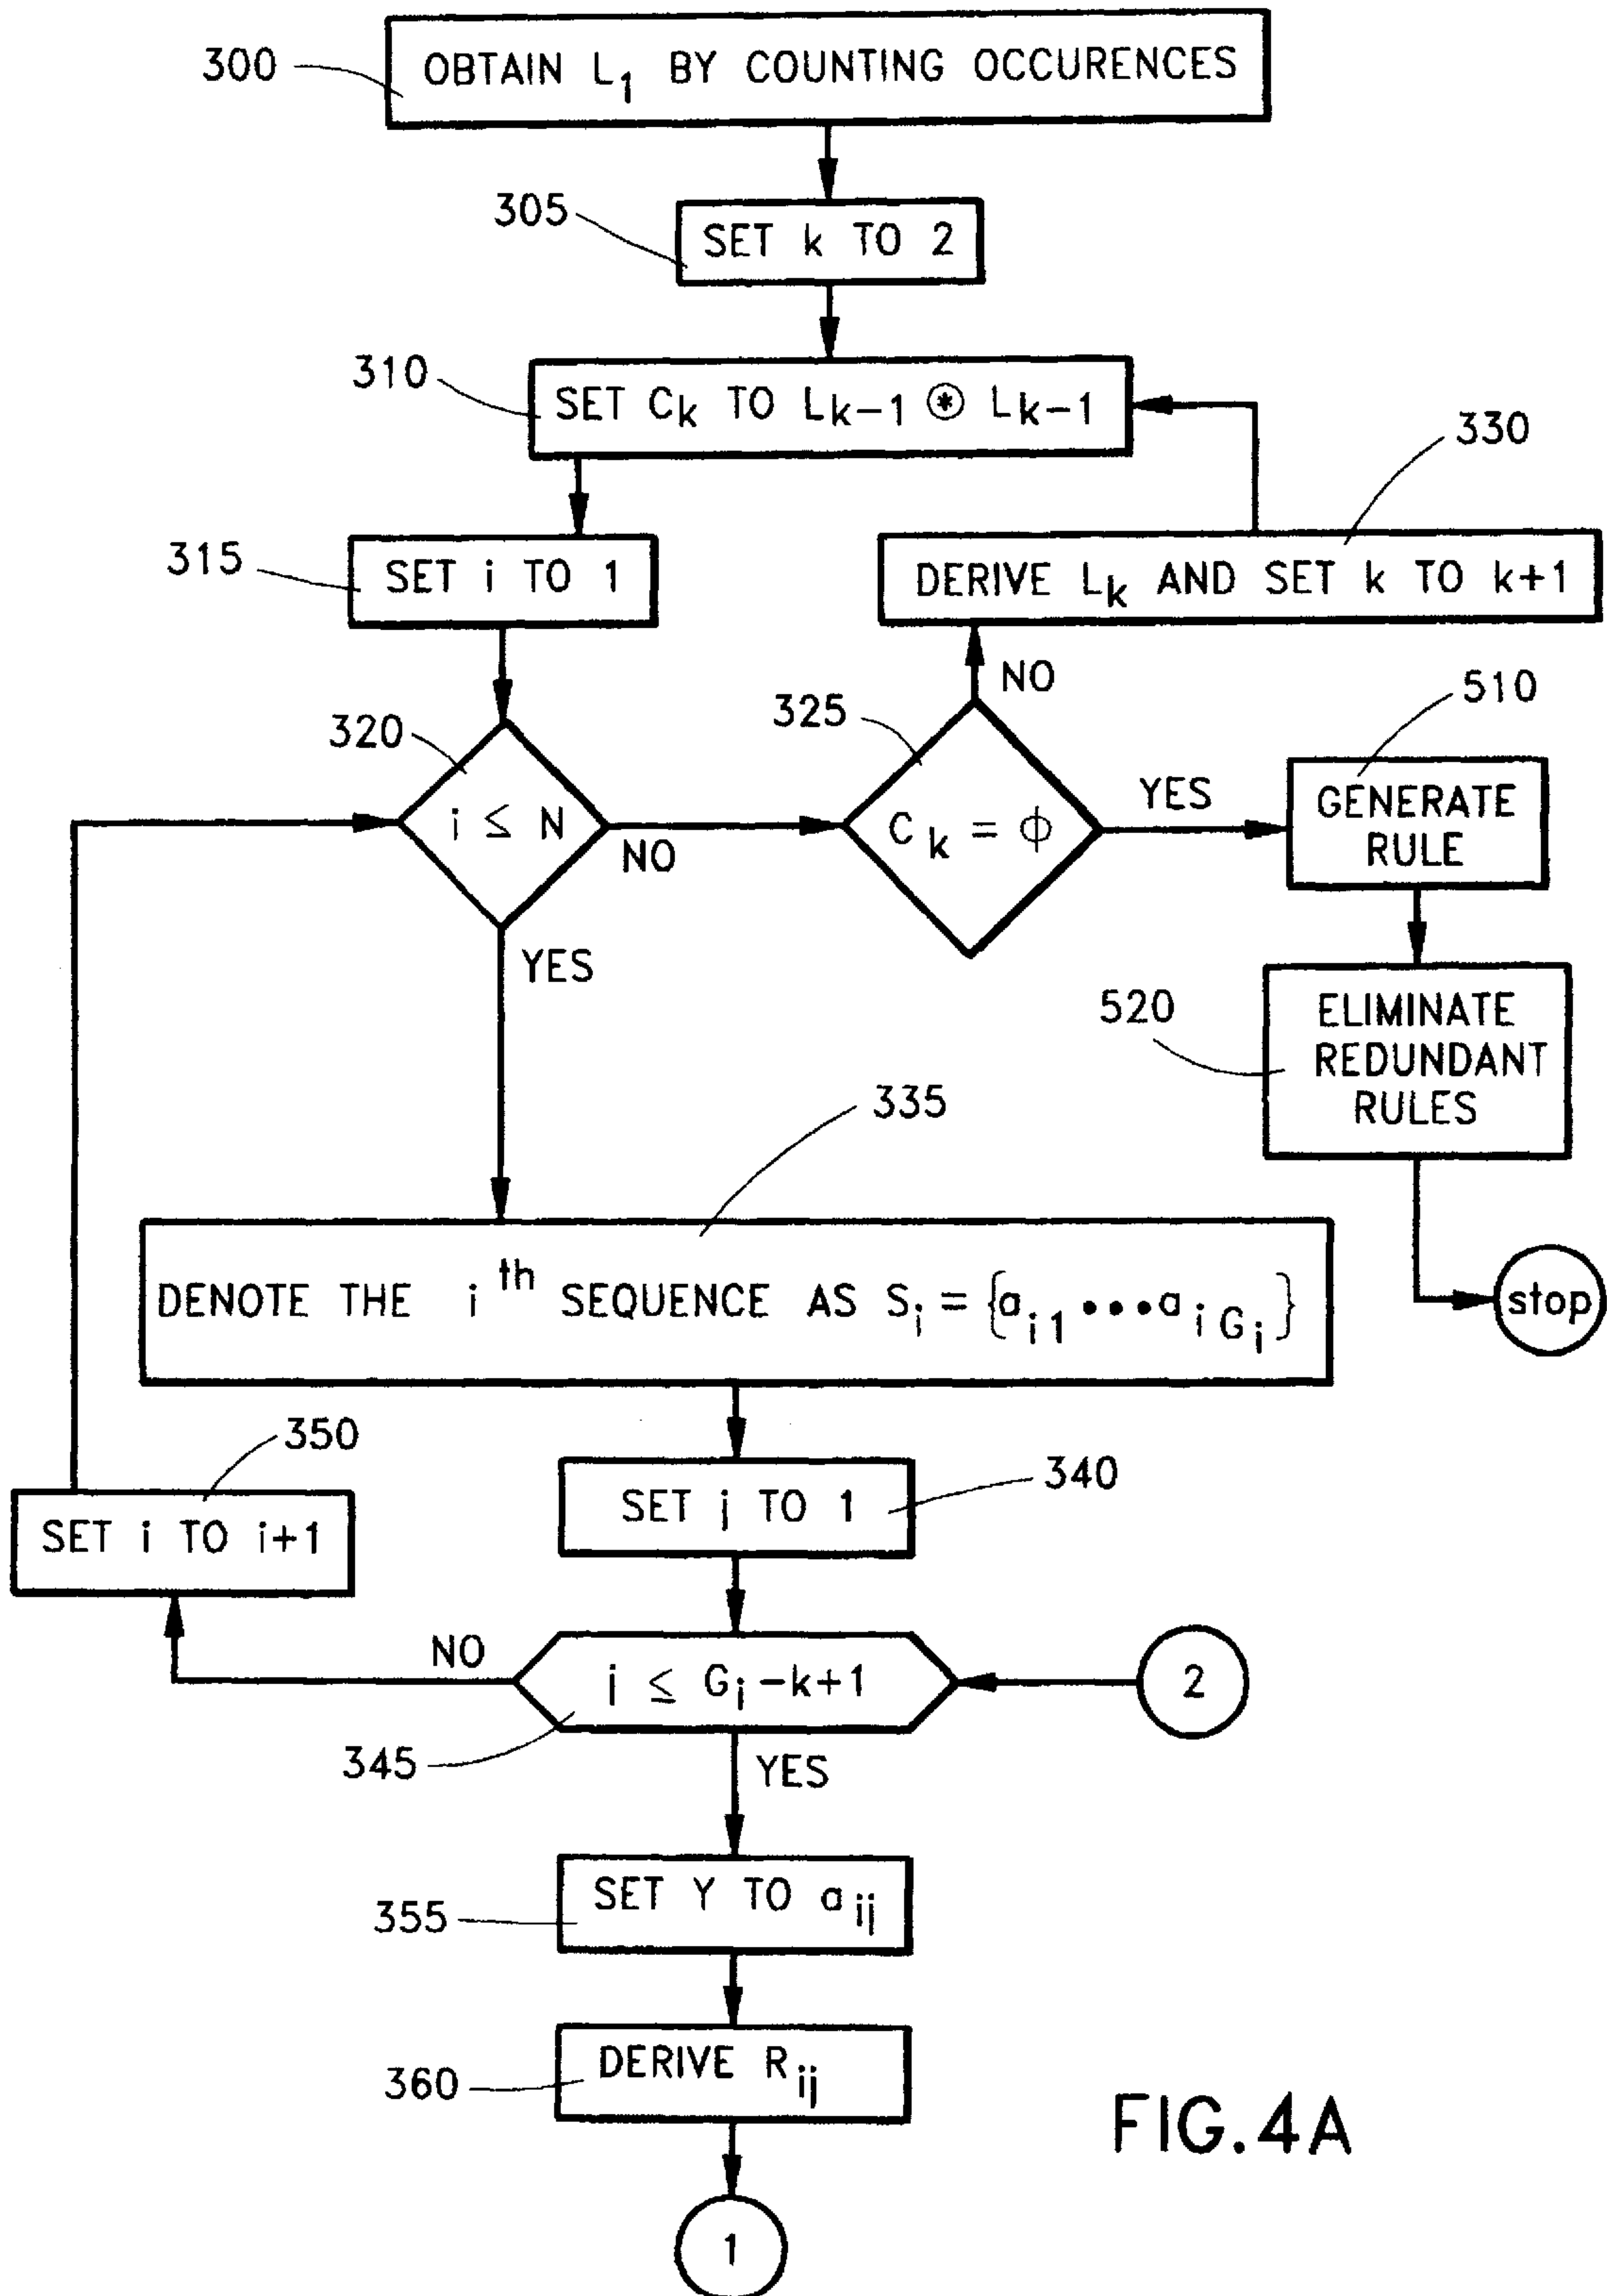 300
OBTAIN L1 BY COUNTING OCCURENCES
305
SET k TO 2
310
SET Ck TO Lk-1 ⊛ Lk-1
330
315
SET i TO 1
DERIVE Lk AND SET k TO k+1
NO
320
325
510
i ≤ N
NO
Ck = ϕ
YES
GENERATE
RULE
YES
520
ELIMINATE
REDUNDANT
RULES
335
DENOTE THE i th SEQUENCE AS Si = {ai1 •••aiGi}
stop
350
340
SET i TO i+1
SET j TO 1
NO
j ≤ Gi-k+1
2
345
YES
355
SET Y TO aij
360
DERIVE Rij
FIG.4A
1